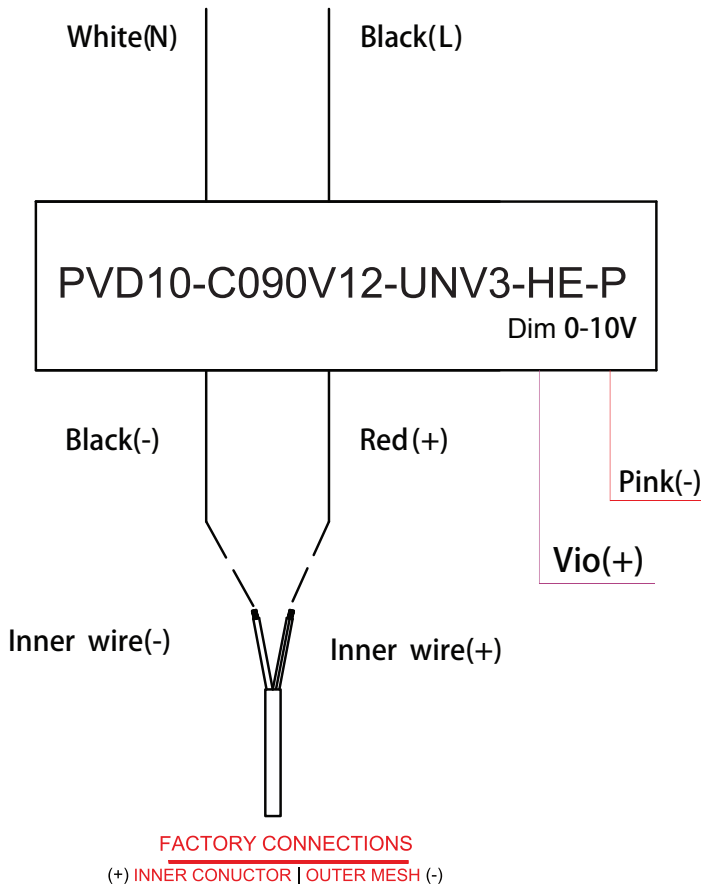 White(N)
Black(L)
PVD10-C090V12-UNV3-HE-P
Dim 0-10V
Black(-)
Red (+)
Pink(-)
Vio(+)
Inner wire(-)
Inner wire(+)
FACTORY CONNECTIONS
(+) INNER CONUCTOR | OUTER MESH (-)